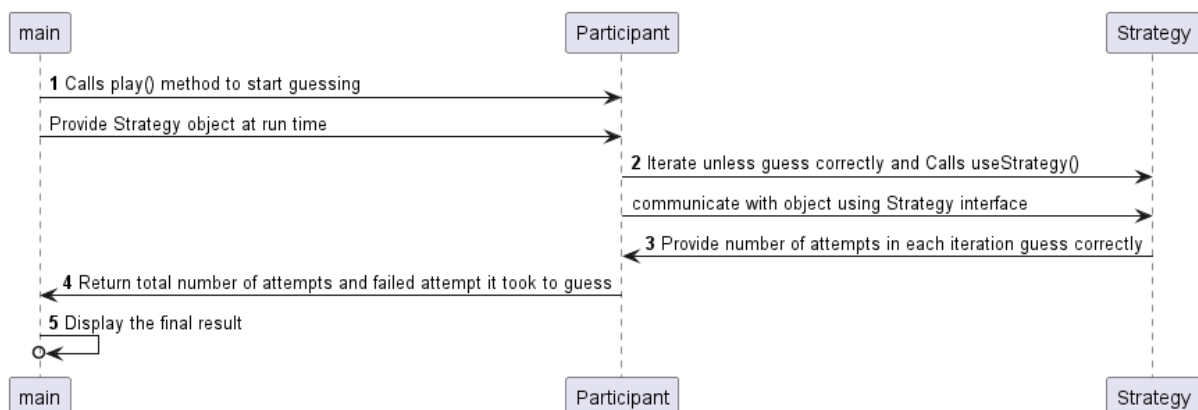 main Participant Strategy
1 Calls play() method to start guessing
Provide Strategy object at run time
2 Iterate unless guess correctly and Calls useStrategy()
communicate with object using Strategy interface
3 Provide number of attempts in each iteration guess correctly
4 Return total number of attempts and failed attempt it took to guess
5 Display the final result
main Participant Strategy